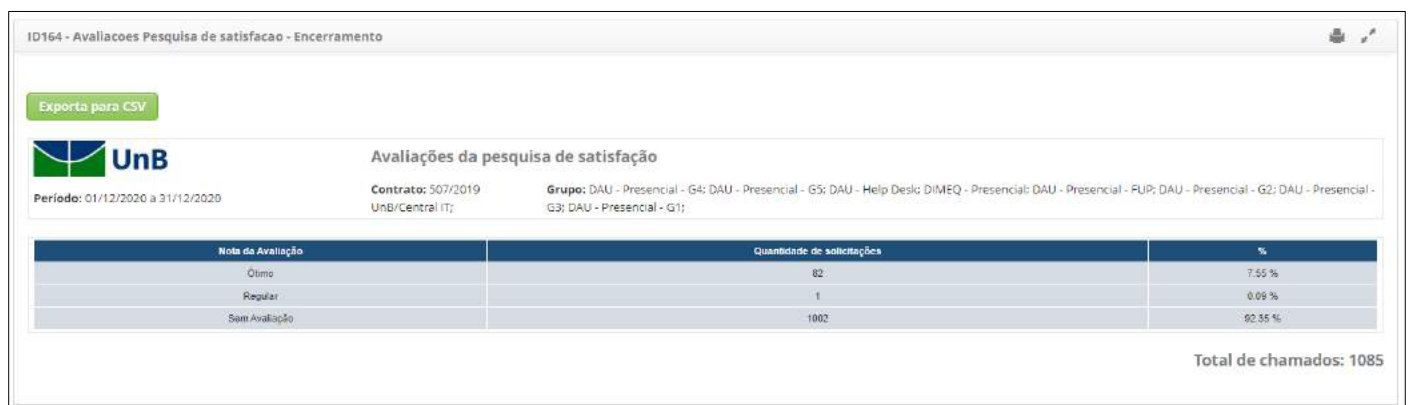 ID164 - Avaliacoes Pesquisa de satisfacao - Encerramento
Exporta para CSV
UnB
Avaliações da pesquisa de satisfação
Período: 01/12/2020 a 31/12/2020
Contrato: 507/2019
UnB/Central IT;
Grupo: DAU - Presencial - G4; DAU - Presencial - G5; DAU - Help Desk; DIMEQ - Presencial; DAU - Presencial - FUP; DAU - Presencial - G2; DAU - Presencial -
G3; DAU - Presencial - G1;
Nota da Avaliação Quantidade de solicitações %
Ótimo 82 7.55 %
Regular 1 0.09 %
Sem Avaliação 1002 92.35 %
Total de chamados: 1085